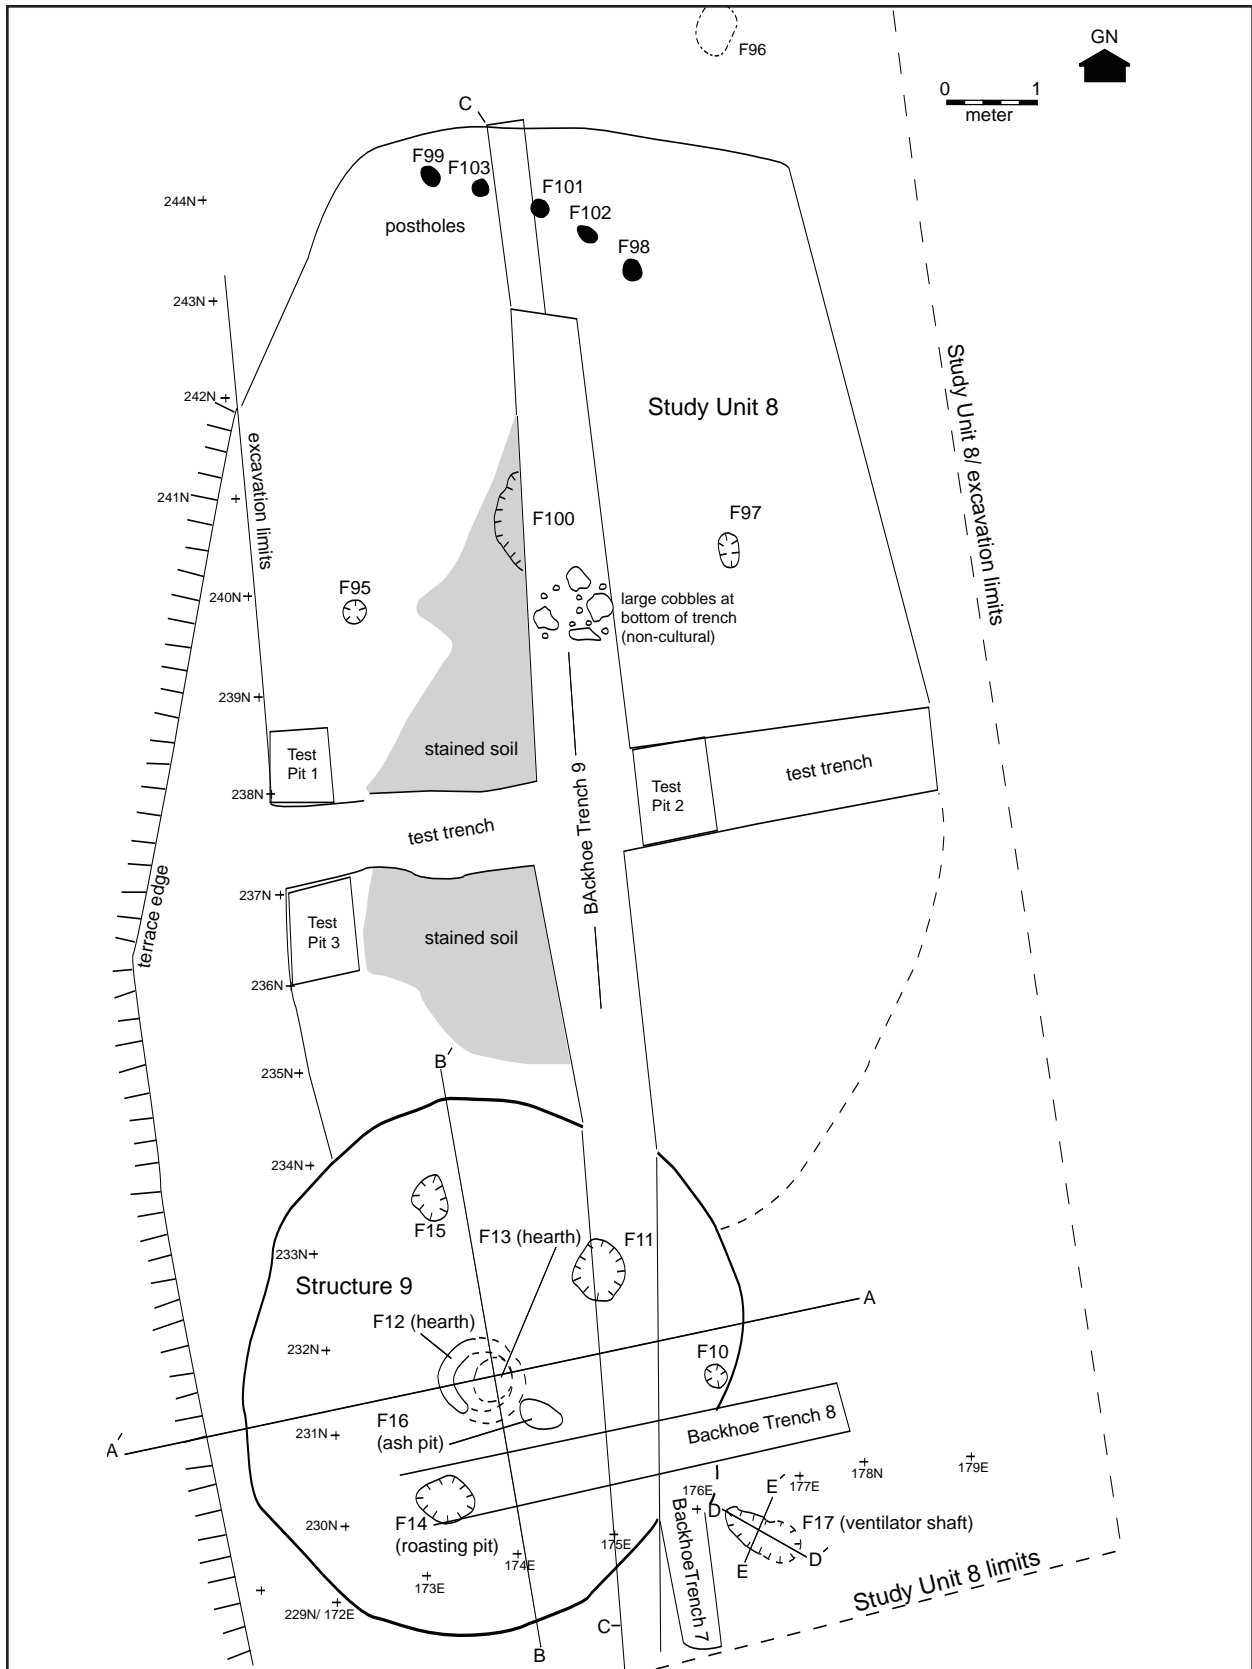 F96
GN
0 1
meter
C
F99
F103
F101
F102
F98
postholes
244N
243N
242N
241N
240N
239N
238N
237N
236N
235N
234N
233N
232N
231N
230N
229N/ 172E
excavation limits
Study Unit 8
Study Unit 8/ excavation limits
F100
F97
F95
large cobbles at
bottom of trench
(non-cultural)
Test
Pit 1
stained soil
BAckhoe Trench 9
Test
Pit 2
test trench
test trench
terrace edge
Test
Pit 3
stained soil
B´
F15
F13 (hearth)
F11
Structure 9
A
F12 (hearth)
F10
F16
(ash pit)
A´
Backhoe Trench 8
F14
(roasting pit)
173E
174E
175E
176E
177E
178N
179E
E´
D
F17 (ventilator shaft)
D´
E
BackhoeTrench 7
Study Unit 8 limits
C
B